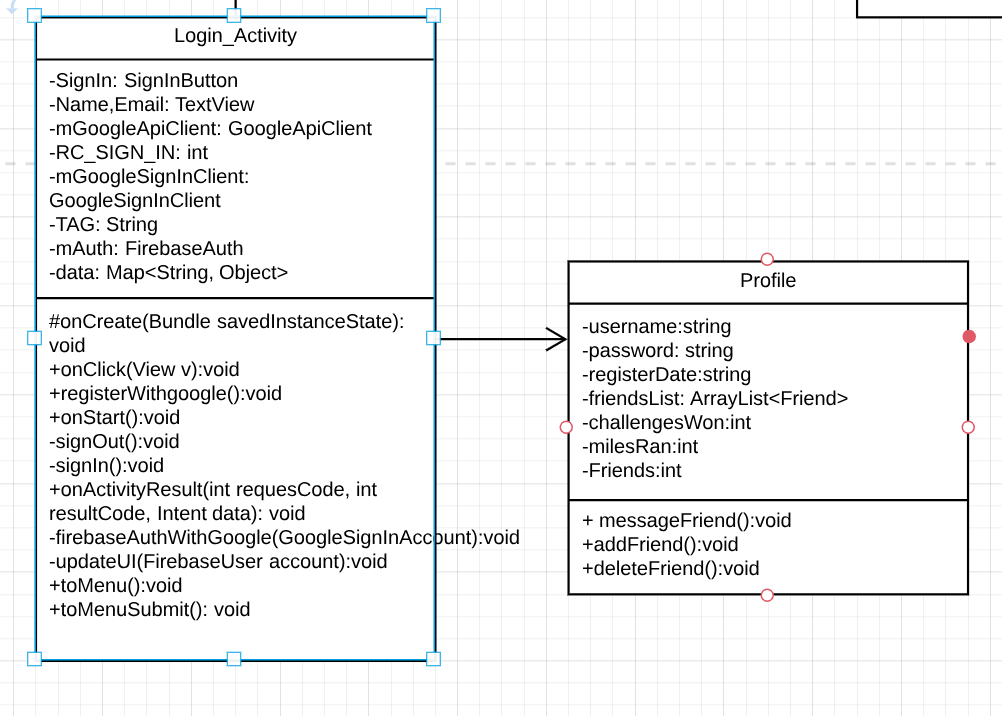 Login_Activity
-SignIn: SignInButton
-Name,Email: TextView
-mGoogleApiClient: GoogleApiClient
-RC_SIGN_IN: int
-mGoogleSignInClient:
GoogleSignInClient
-TAG: String
-mAuth: FirebaseAuth
-data: Map<String, Object>
#onCreate(Bundle savedInstanceState):
void
+onClick(View v):void
+registerWithgoogle():void
+onStart():void
-signOut():void
-signIn():void
+onActivityResult(int requesCode, int
resultCode, Intent data): void
-firebaseAuthWithGoogle(GoogleSignInAccount):void
-updateUI(FirebaseUser account):void
+toMenu():void
+toMenuSubmit(): void
Profile
-username:string
-password: string
-registerDate:string
-friendsList: ArrayList<Friend>
-challengesWon:int
-milesRan:int
-Friends:int
+ messageFriend():void
+addFriend():void
+deleteFriend():void